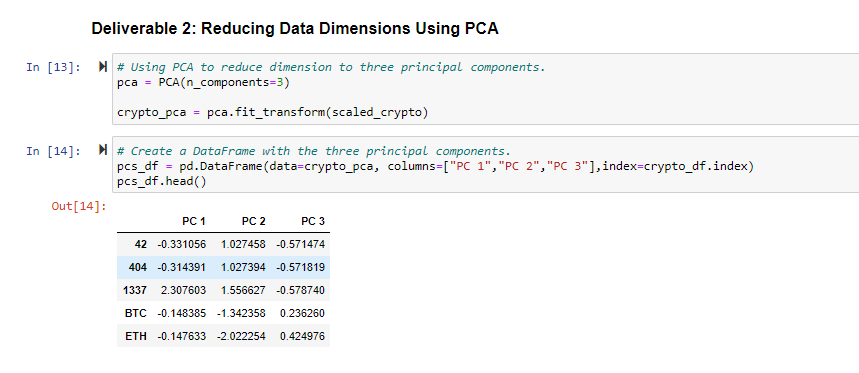 Deliverable 2: Reducing Data Dimensions Using PCA
In [13]: # Using PCA to reduce dimension to three principal components.
pca = PCA(n_components=3)
crypto_pca = pca.fit_transform(scaled_crypto)
In [14]: # Create a DataFrame with the three principal components.
pcs_df = pd.DataFrame(data=crypto_pca, columns=["PC 1","PC 2","PC 3"],index=crypto_df.index)
pcs_df.head()
Out[14]:
PC 1 PC 2 PC 3
42 -0.331056 1.027458 -0.571474
404 -0.314391 1.027394 -0.571819
1337 2.307603 1.556627 -0.578740
BTC -0.148385 -1.342358 0.236260
ETH -0.147633 -2.022254 0.424976